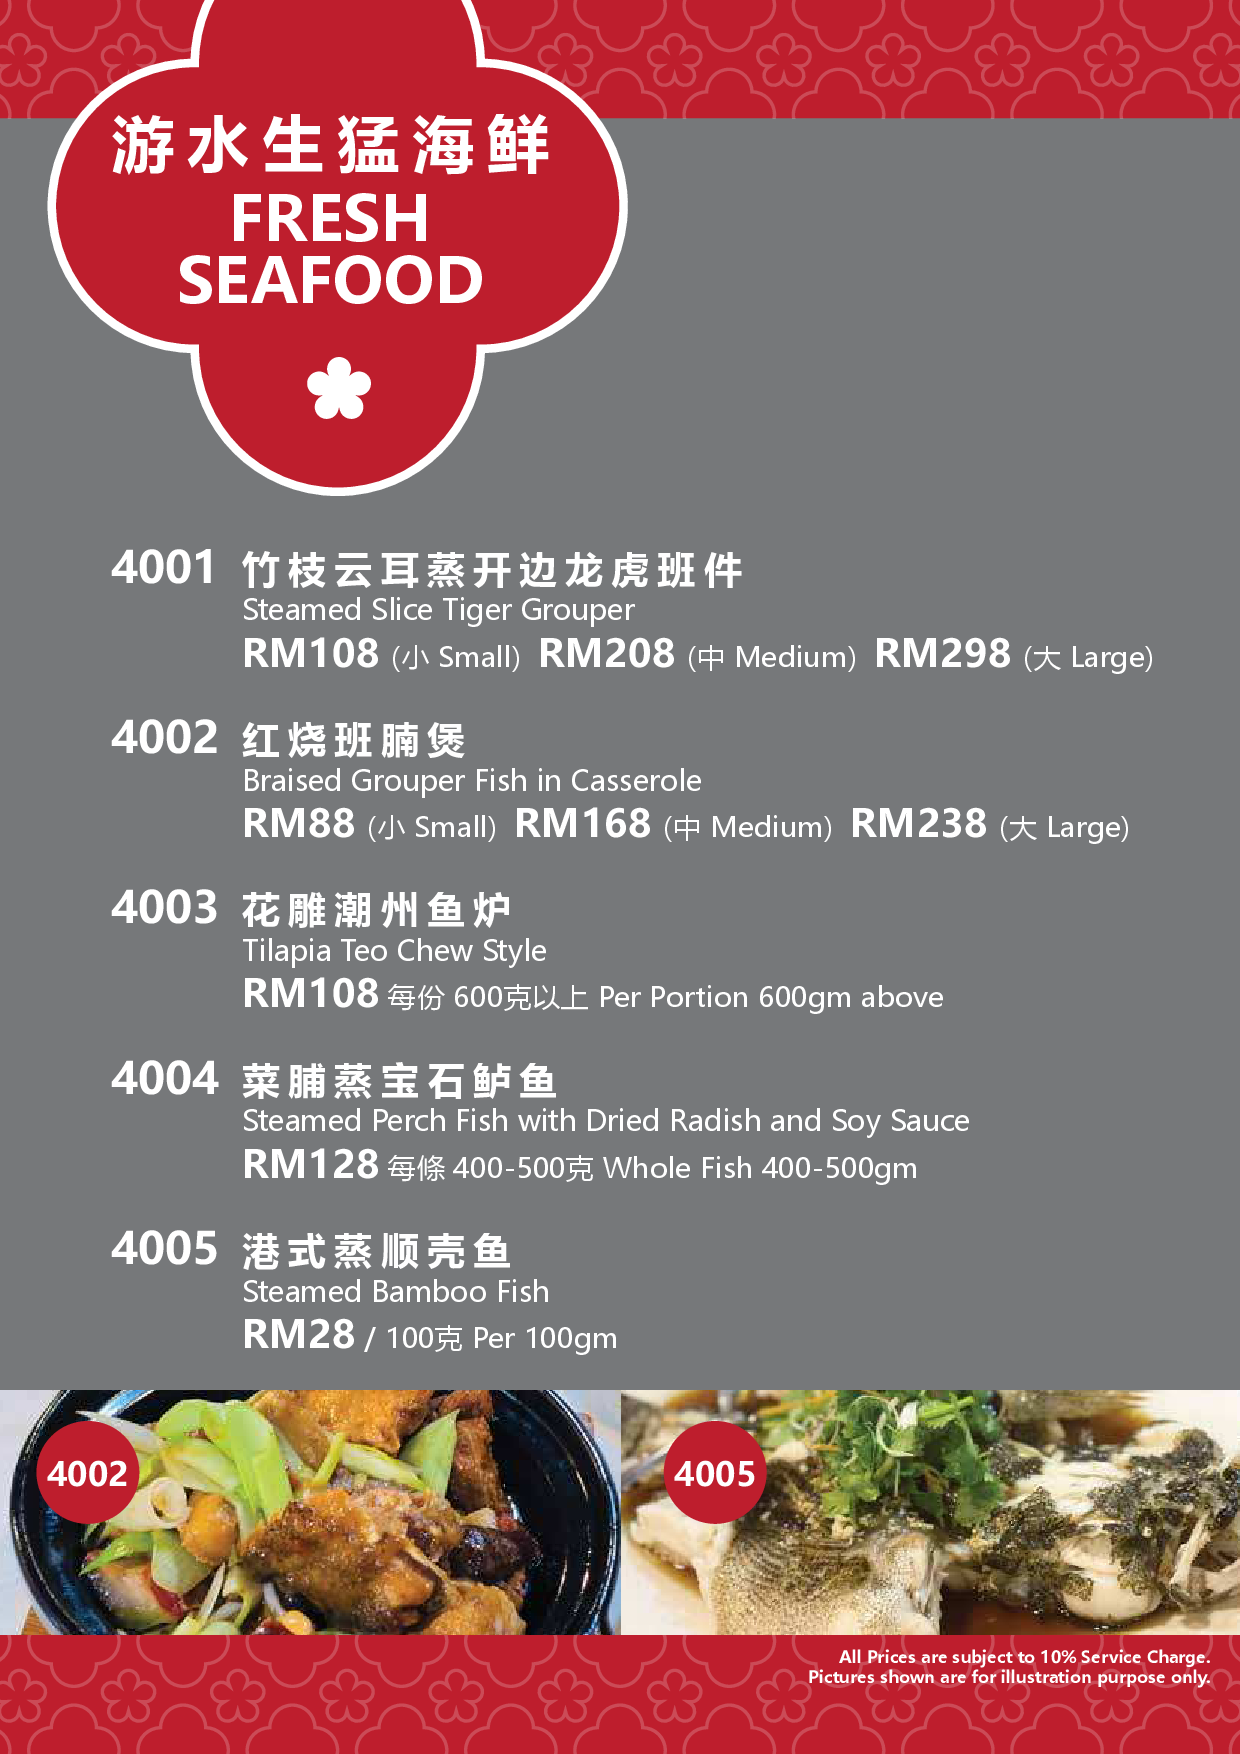 游水生猛海鲜
FRESH
SEAFOOD
4001 竹枝云耳蒸开边龙虎班件
Steamed Slice Tiger Grouper
RM108 (小 Small) RM208 (中 Medium) RM298 (大 Large)
4002 红烧班腩煲
Braised Grouper Fish in Casserole
RM88 (小 Small) RM168 (中 Medium) RM238 (大 Large)
4003 花雕潮州鱼炉
Tilapia Teo Chew Style
RM108 每份 600克以上 Per Portion 600gm above
4004 菜脯蒸宝石鲈鱼
Steamed Perch Fish with Dried Radish and Soy Sauce
RM128 每條 400-500克 Whole Fish 400-500gm
4005 港式蒸顺壳鱼
Steamed Bamboo Fish
RM28 / 100克 Per 100gm
4002
4005
All Prices are subject to 10% Service Charge.
Pictures shown are for illustration purpose only.